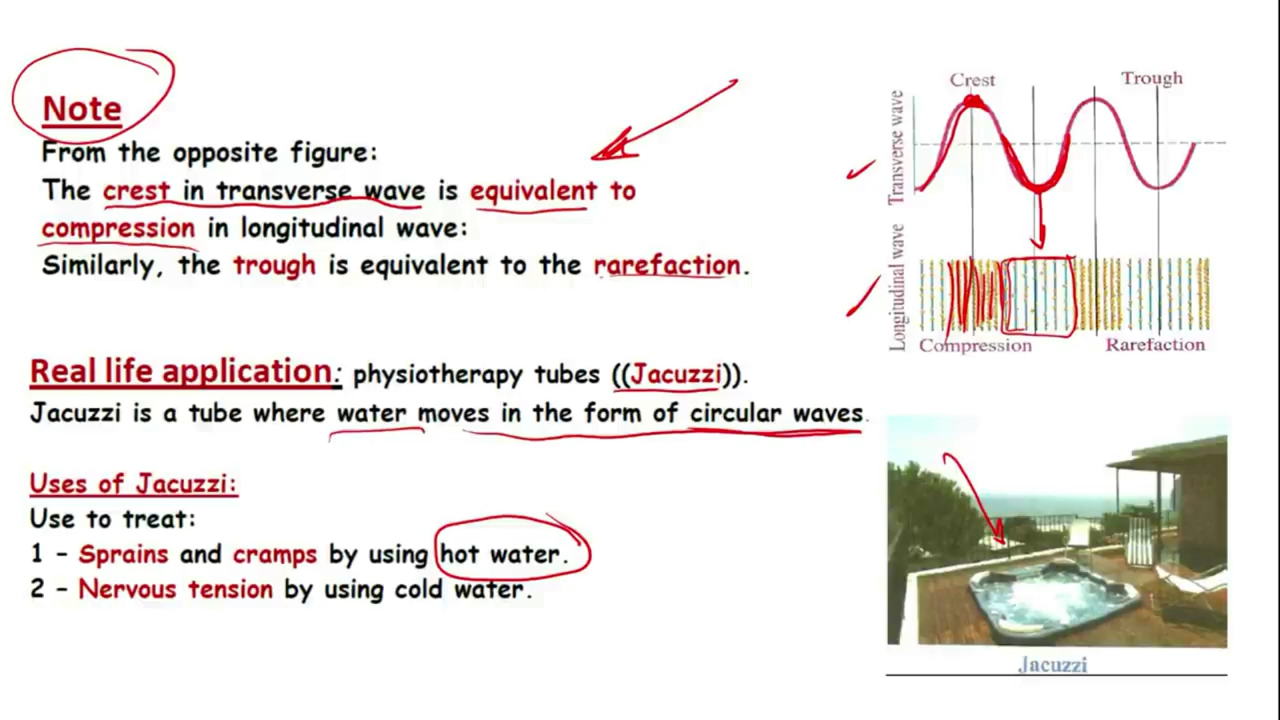 Note
From the opposite figure:
The crest in transverse wave is equivalent to
compression in longitudinal wave:
Similarly, the trough is equivalent to the rarefaction.
Real life application: physiotherapy tubes ((Jacuzzi)).
Jacuzzi is a tube where water moves in the form of circular waves.
Uses of Jacuzzi:
Use to treat:
1 - Sprains and cramps by using hot water.
2 - Nervous tension by using cold water.
Crest
Trough
Transverse wave
Longitudinal wave
Compression
Rarefaction
Jacuzzi